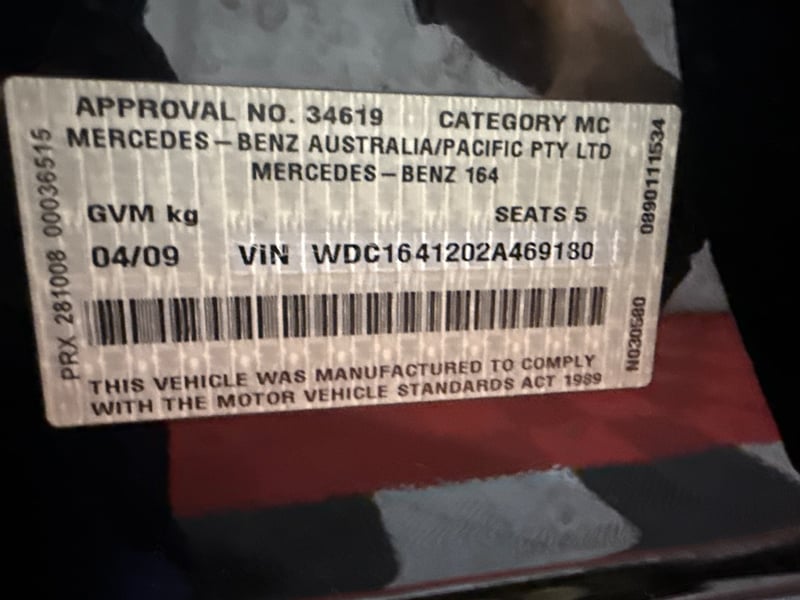 APPROVAL NO. 34619 CATEGORY MC
MERCEDES-BENZ AUSTRALIA/PACIFIC PTY LTD
MERCEDES-BENZ 164
GVM kg SEATS 5
04/09 VIN WDC1641202A469180
THIS VEHICLE WAS MANUFACTURED TO COMPLY
WITH THE MOTOR VEHICLE STANDARDS ACT 1989
PRX 281008 00036515
0890111534
N030580